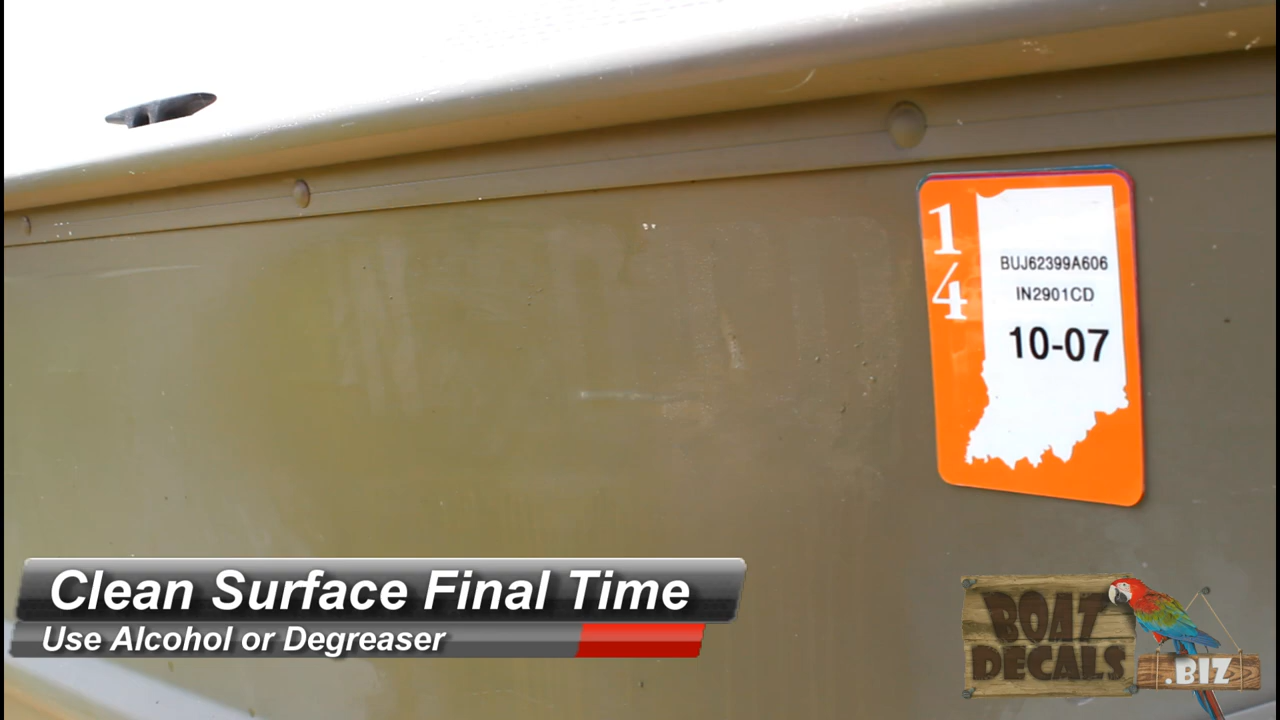 1
4
BUJ62399A606
IN2901CD
10-07
Clean Surface Final Time
Use Alcohol or Degreaser
BOAT
DECALS
.BIZ